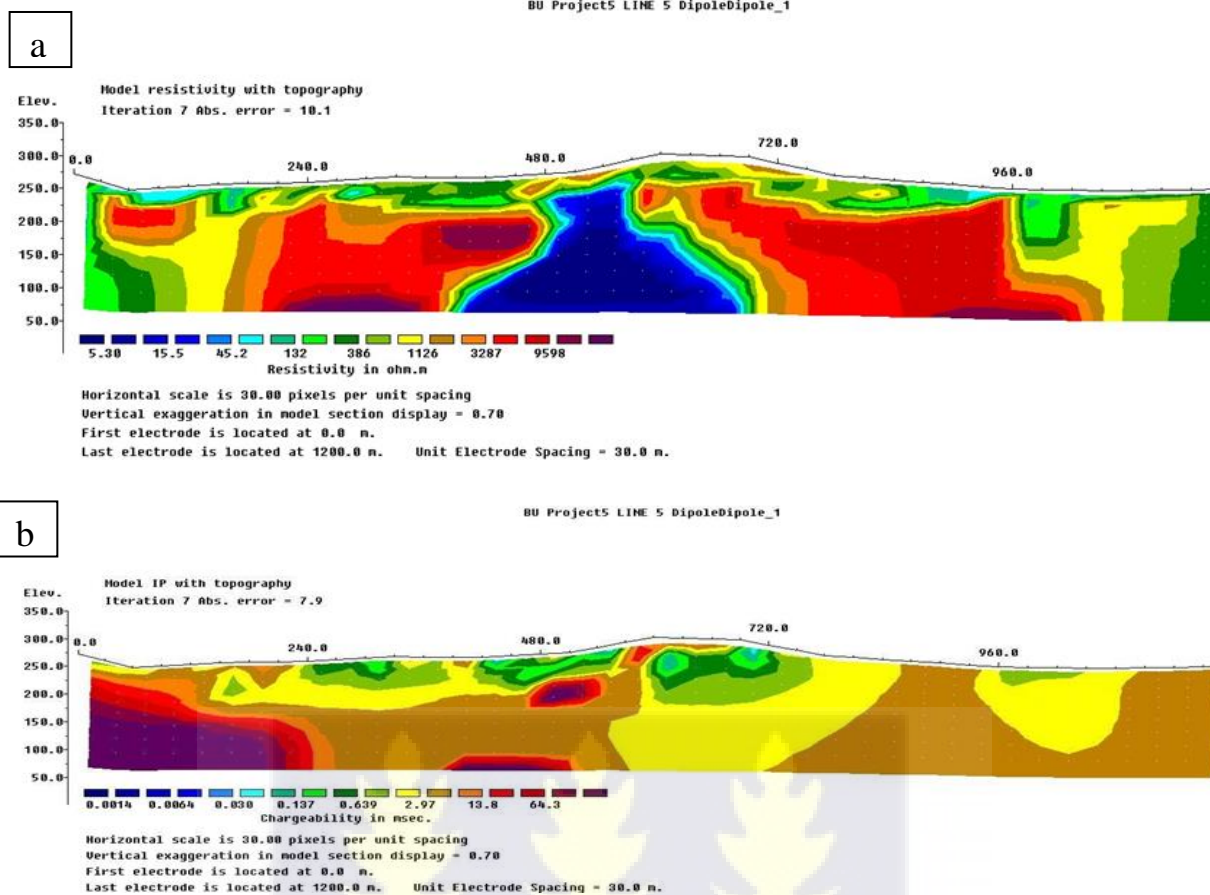 BU Project5 LINE 5 DipoleDipole_1
a
Model resistivity with topography
Elev.
Iteration 7 Abs. error = 10.1
350.0
300.0
250.0
200.0
150.0
100.0
50.0
0.0 240.0 480.0 720.0 960.0
5.30 15.5 45.2 132 386 1126 3287 9598
Resistivity in ohm.m
Horizontal scale is 30.00 pixels per unit spacing
Vertical exaggeration in model section display = 0.70
First electrode is located at 0.0 m.
Last electrode is located at 1200.0 m. Unit Electrode Spacing = 30.0 m.
BU Project5 LINE 5 DipoleDipole_1
b
Model IP with topography
Elev.
Iteration 7 Abs. error = 7.9
350.0
300.0
250.0
200.0
150.0
100.0
50.0
0.0 240.0 480.0 720.0 960.0
0.0014 0.0064 0.030 0.137 0.639 2.97 13.8 64.3
Chargeability in msec.
Horizontal scale is 30.00 pixels per unit spacing
Vertical exaggeration in model section display = 0.70
First electrode is located at 0.0 m.
Last electrode is located at 1200.0 m. Unit Electrode Spacing = 30.0 m.